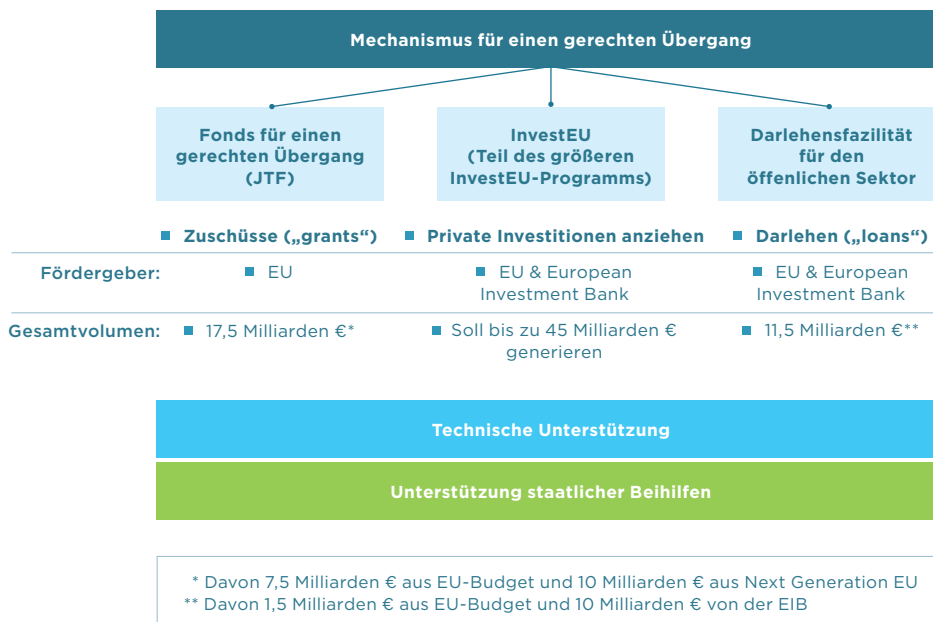 Mechanismus für einen gerechten Übergang
Fonds für einen
gerechten Übergang
(JTF)
InvestEU
(Teil des größeren
InvestEU-Programms)
Darlehensfazilität
für den
öffenlichen Sektor
■ Zuschüsse („grants“) ■ Private Investitionen anziehen ■ Darlehen („loans“)
Fördergeber:
■ EU
■ EU & European
Investment Bank
■ EU & European
Investment Bank
Gesamtvolumen:
■ 17,5 Milliarden €*
■ Soll bis zu 45 Milliarden €
generieren
■ 11,5 Milliarden €**
Technische Unterstützung
Unterstützung staatlicher Beihilfen
* Davon 7,5 Milliarden € aus EU-Budget und 10 Milliarden € aus Next Generation EU
** Davon 1,5 Milliarden € aus EU-Budget und 10 Milliarden € von der EIB